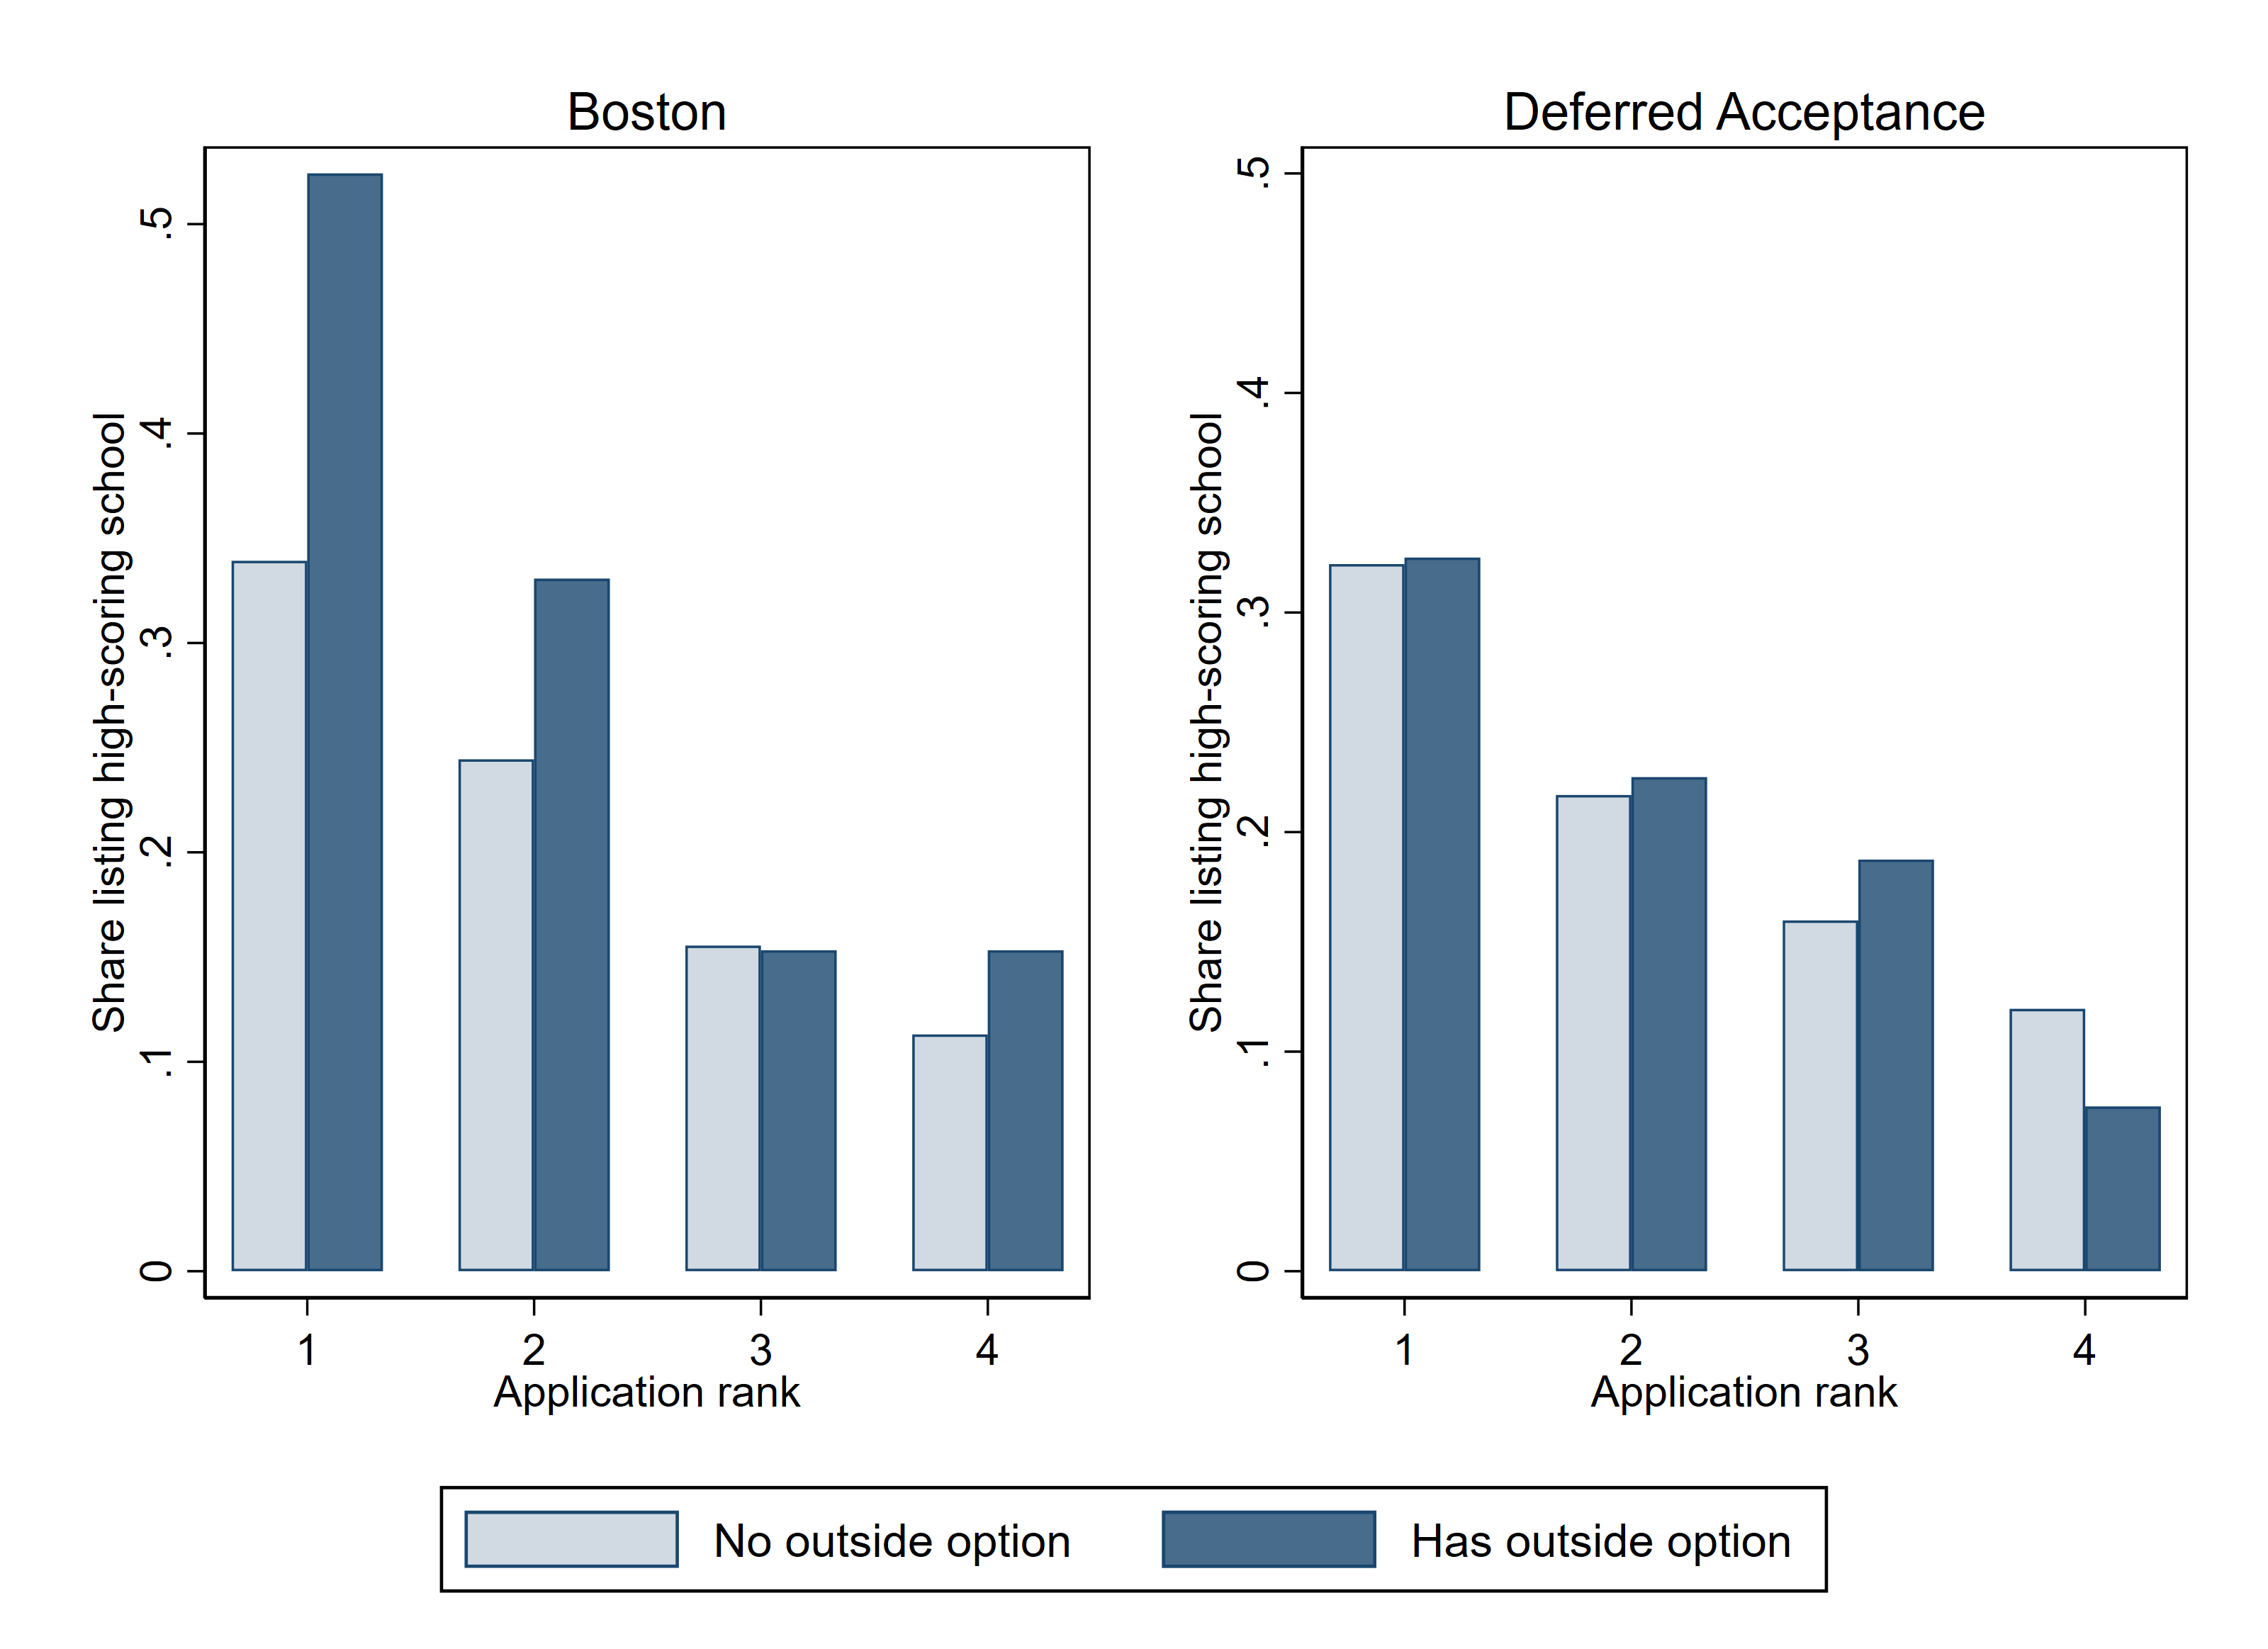 Boston
Share listing high-scoring school
.5
.4
.3
.2
.1
0
1 2 3 4
Application rank
Deferred Acceptance
Share listing high-scoring school
.5
.4
.3
.2
.1
0
1 2 3 4
Application rank
No outside option
Has outside option